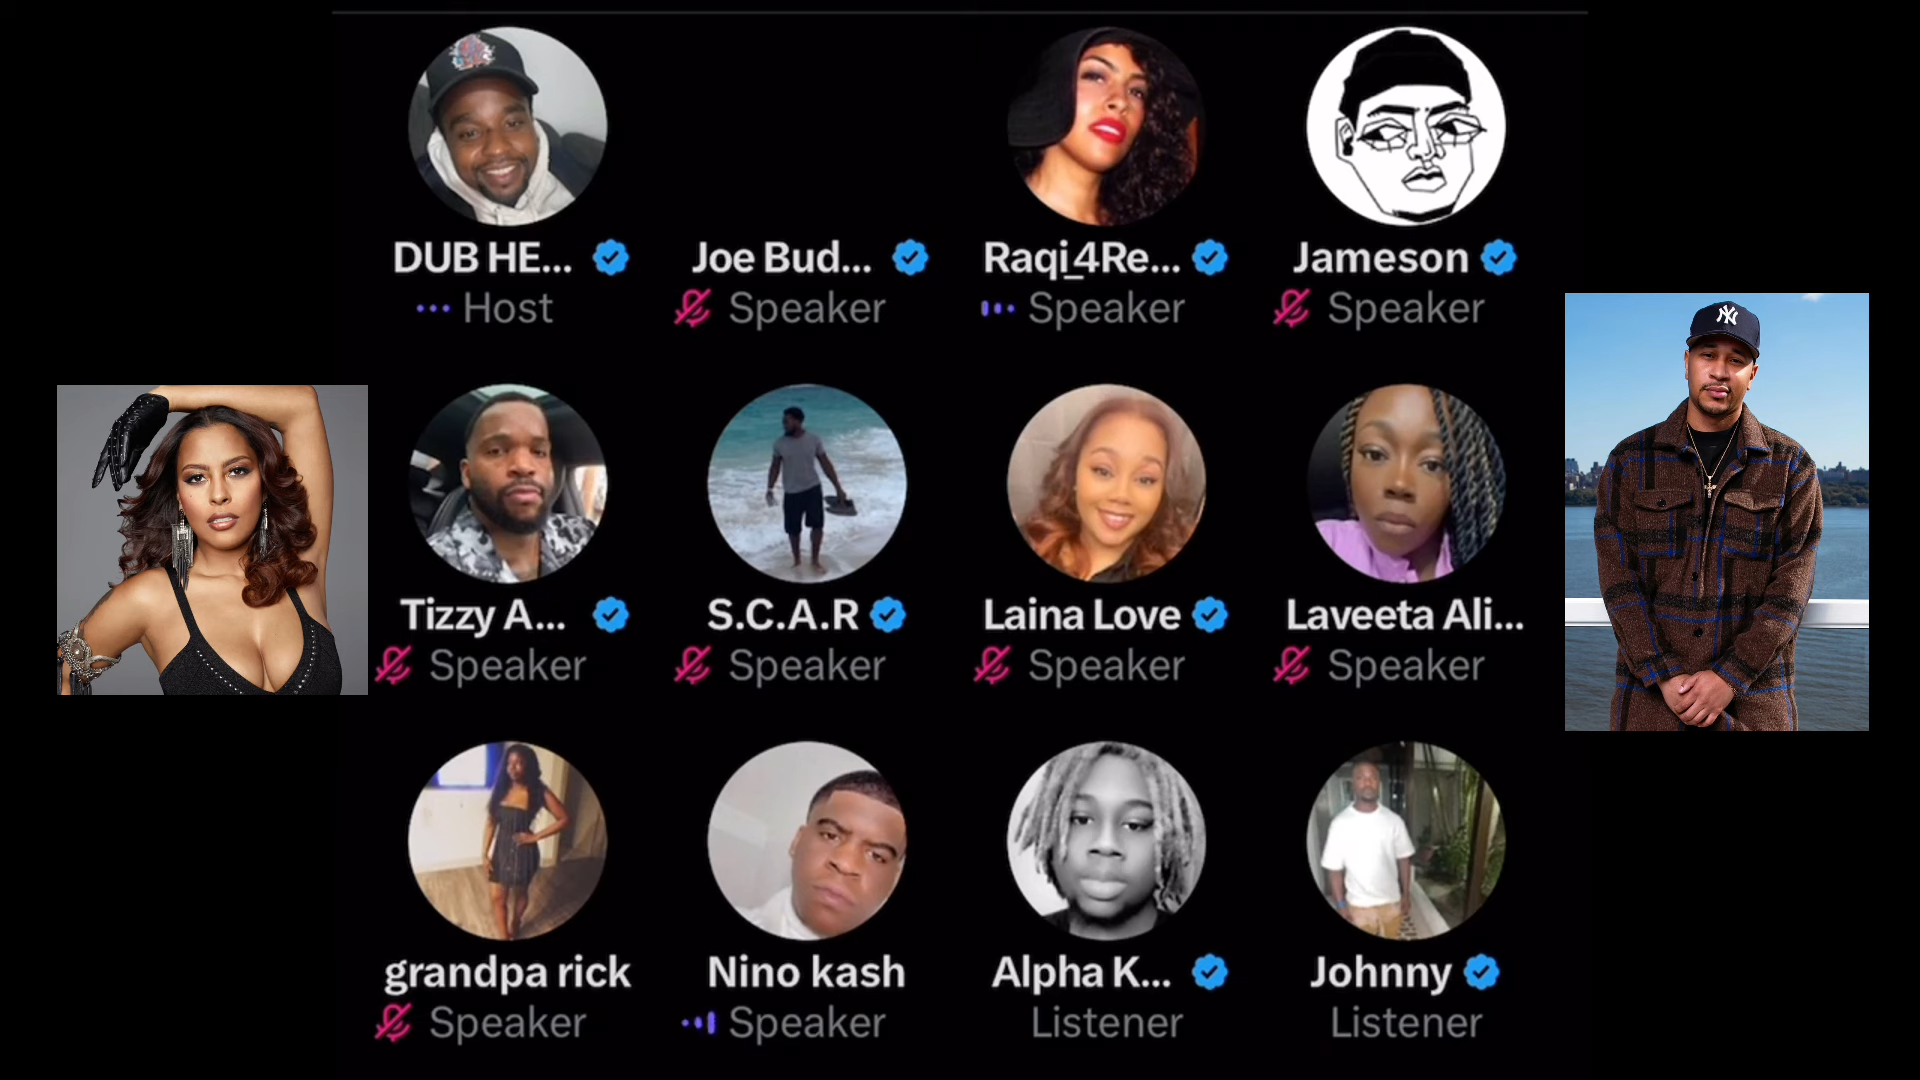 DUB HE... Joe Bud... Raqi_4Re... Jameson
Host Speaker Speaker Speaker
NY
Tizzy A... S.C.A.R Laina Love Laveeta Ali...
Speaker Speaker Speaker Speaker
grandpa rick Nino kash Alpha K... Johnny
Speaker Speaker Listener Listener